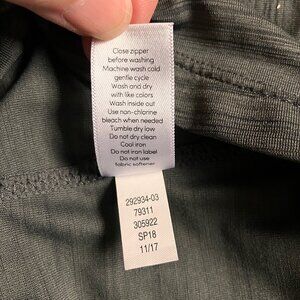 Close zipper
before washing
Machine wash cold
gentle cycle
Wash and dry
with like colors
Wash inside out
Use non-chlorine
bleach when needed
Tumble dry low
Do not dry clean
Cool iron
Do not iron label
Do not use
fabric softener
292934-03
79311
305922
SP18
11/17